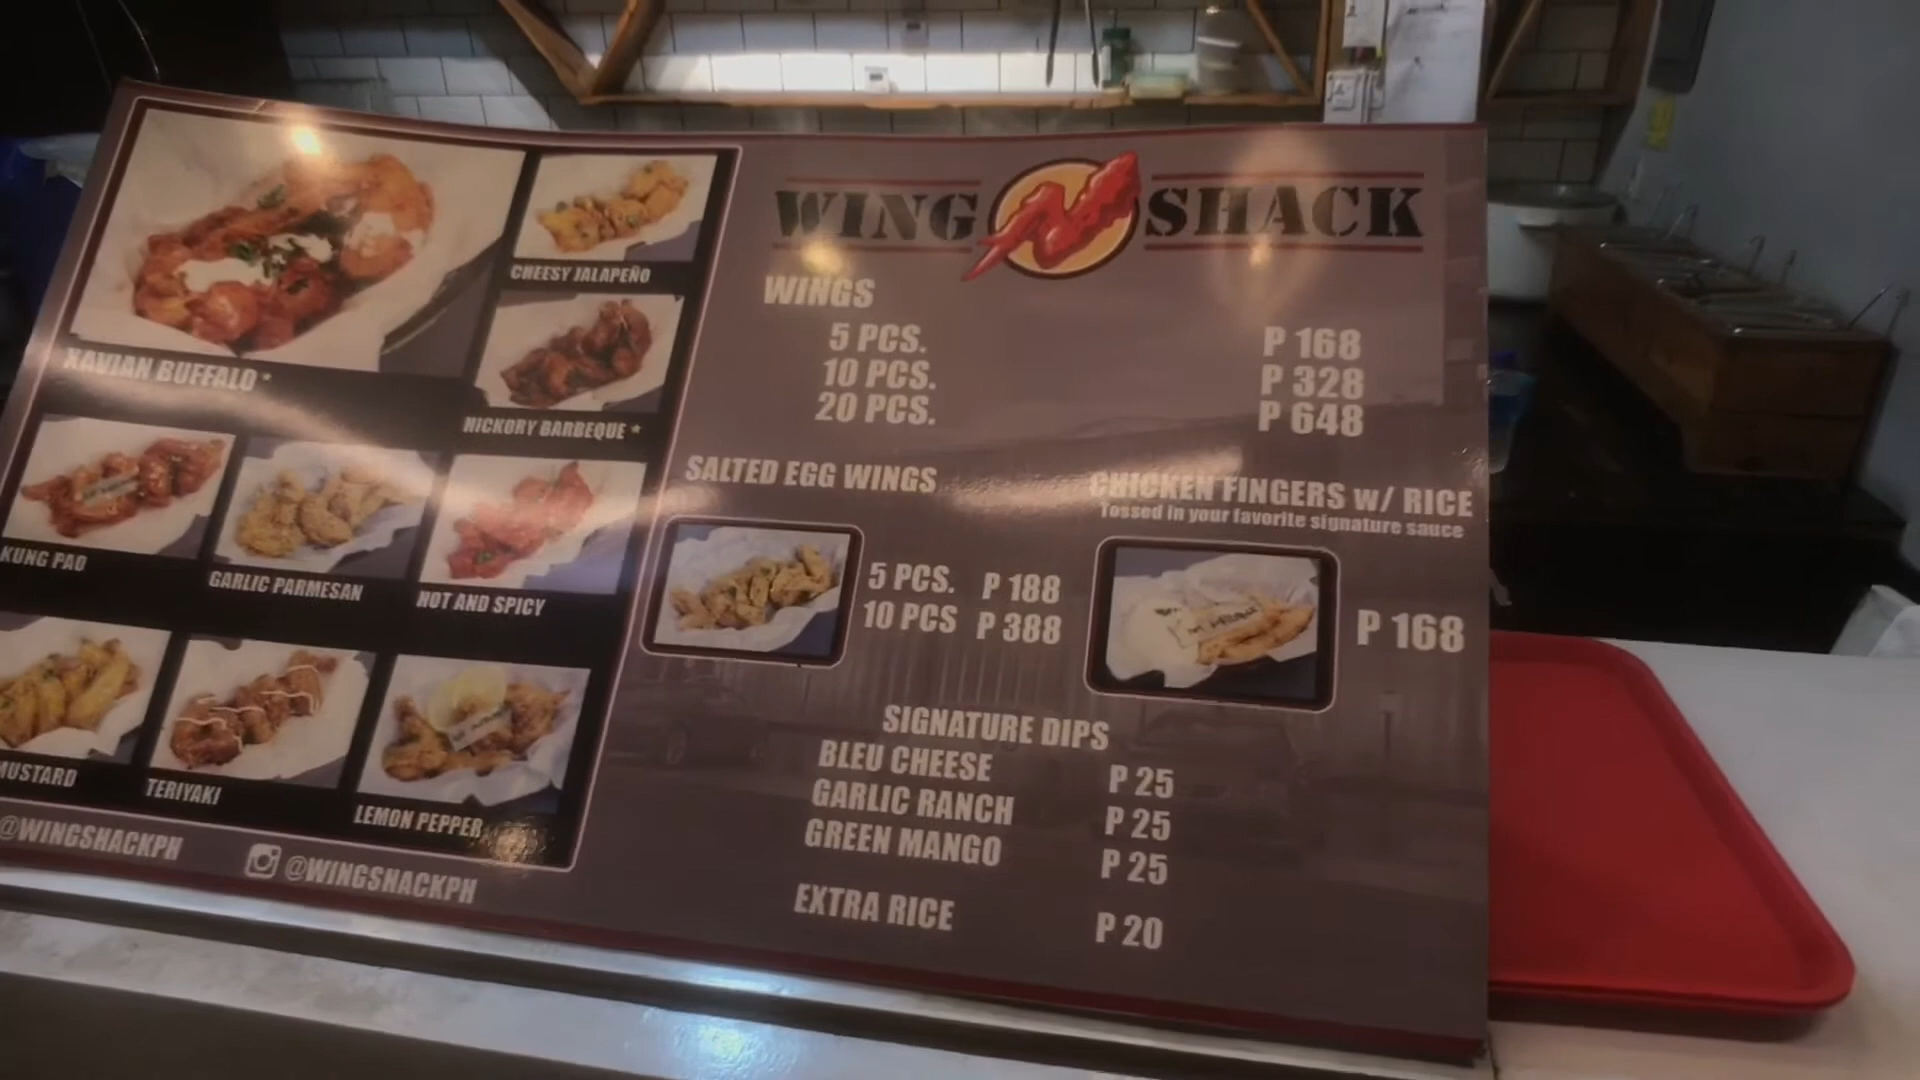 XAVIAN BUFFALO *
CHEESY JALAPEÑO
HICKORY BARBEQUE *
KUNG PAO
GARLIC PARMESAN
HOT AND SPICY
MUSTARD
TERIYAKI
LEMON PEPPER
@WINGSHACKPH
@WINGSHACKPH
WING SHACK
WINGS
5 PCS. P 168
10 PCS. P 328
20 PCS. P 648
SALTED EGG WINGS
5 PCS. P 188
10 PCS P 388
CHICKEN FINGERS W/ RICE
Tossed in your favorite signature sauce
P 168
SIGNATURE DIPS
BLEU CHEESE P 25
GARLIC RANCH P 25
GREEN MANGO P 25
EXTRA RICE P 20